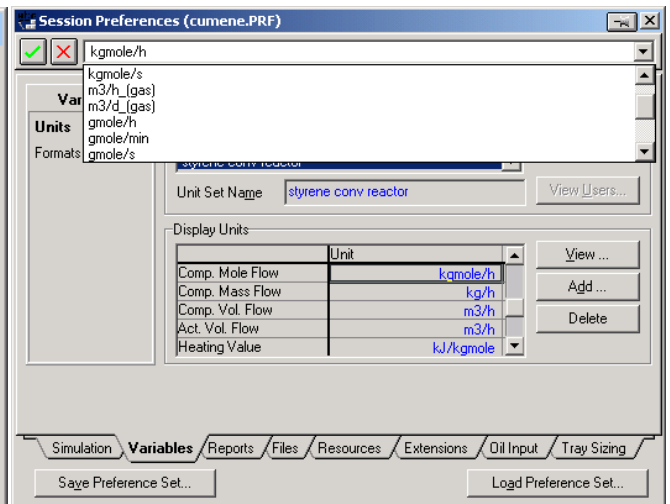 Session Preferences (cumene.PRF)
kgmole/h
kgmole/s
m3/h_(gas)
m3/d_(gas)
gmole/h
gmole/min
gmole/s
Var
Units
Formats
styrene conv reactor
Unit Set Name styrene conv reactor View Users...
Display Units
Unit
Comp. Mole Flow kgmole/h
Comp. Mass Flow kg/h
Comp. Vol. Flow m3/h
Act. Vol. Flow m3/h
Heating Value kJ/kgmole
View ...
Add ...
Delete
Simulation Variables Reports Files Resources Extensions Oil Input Tray Sizing
Save Preference Set... Load Preference Set...